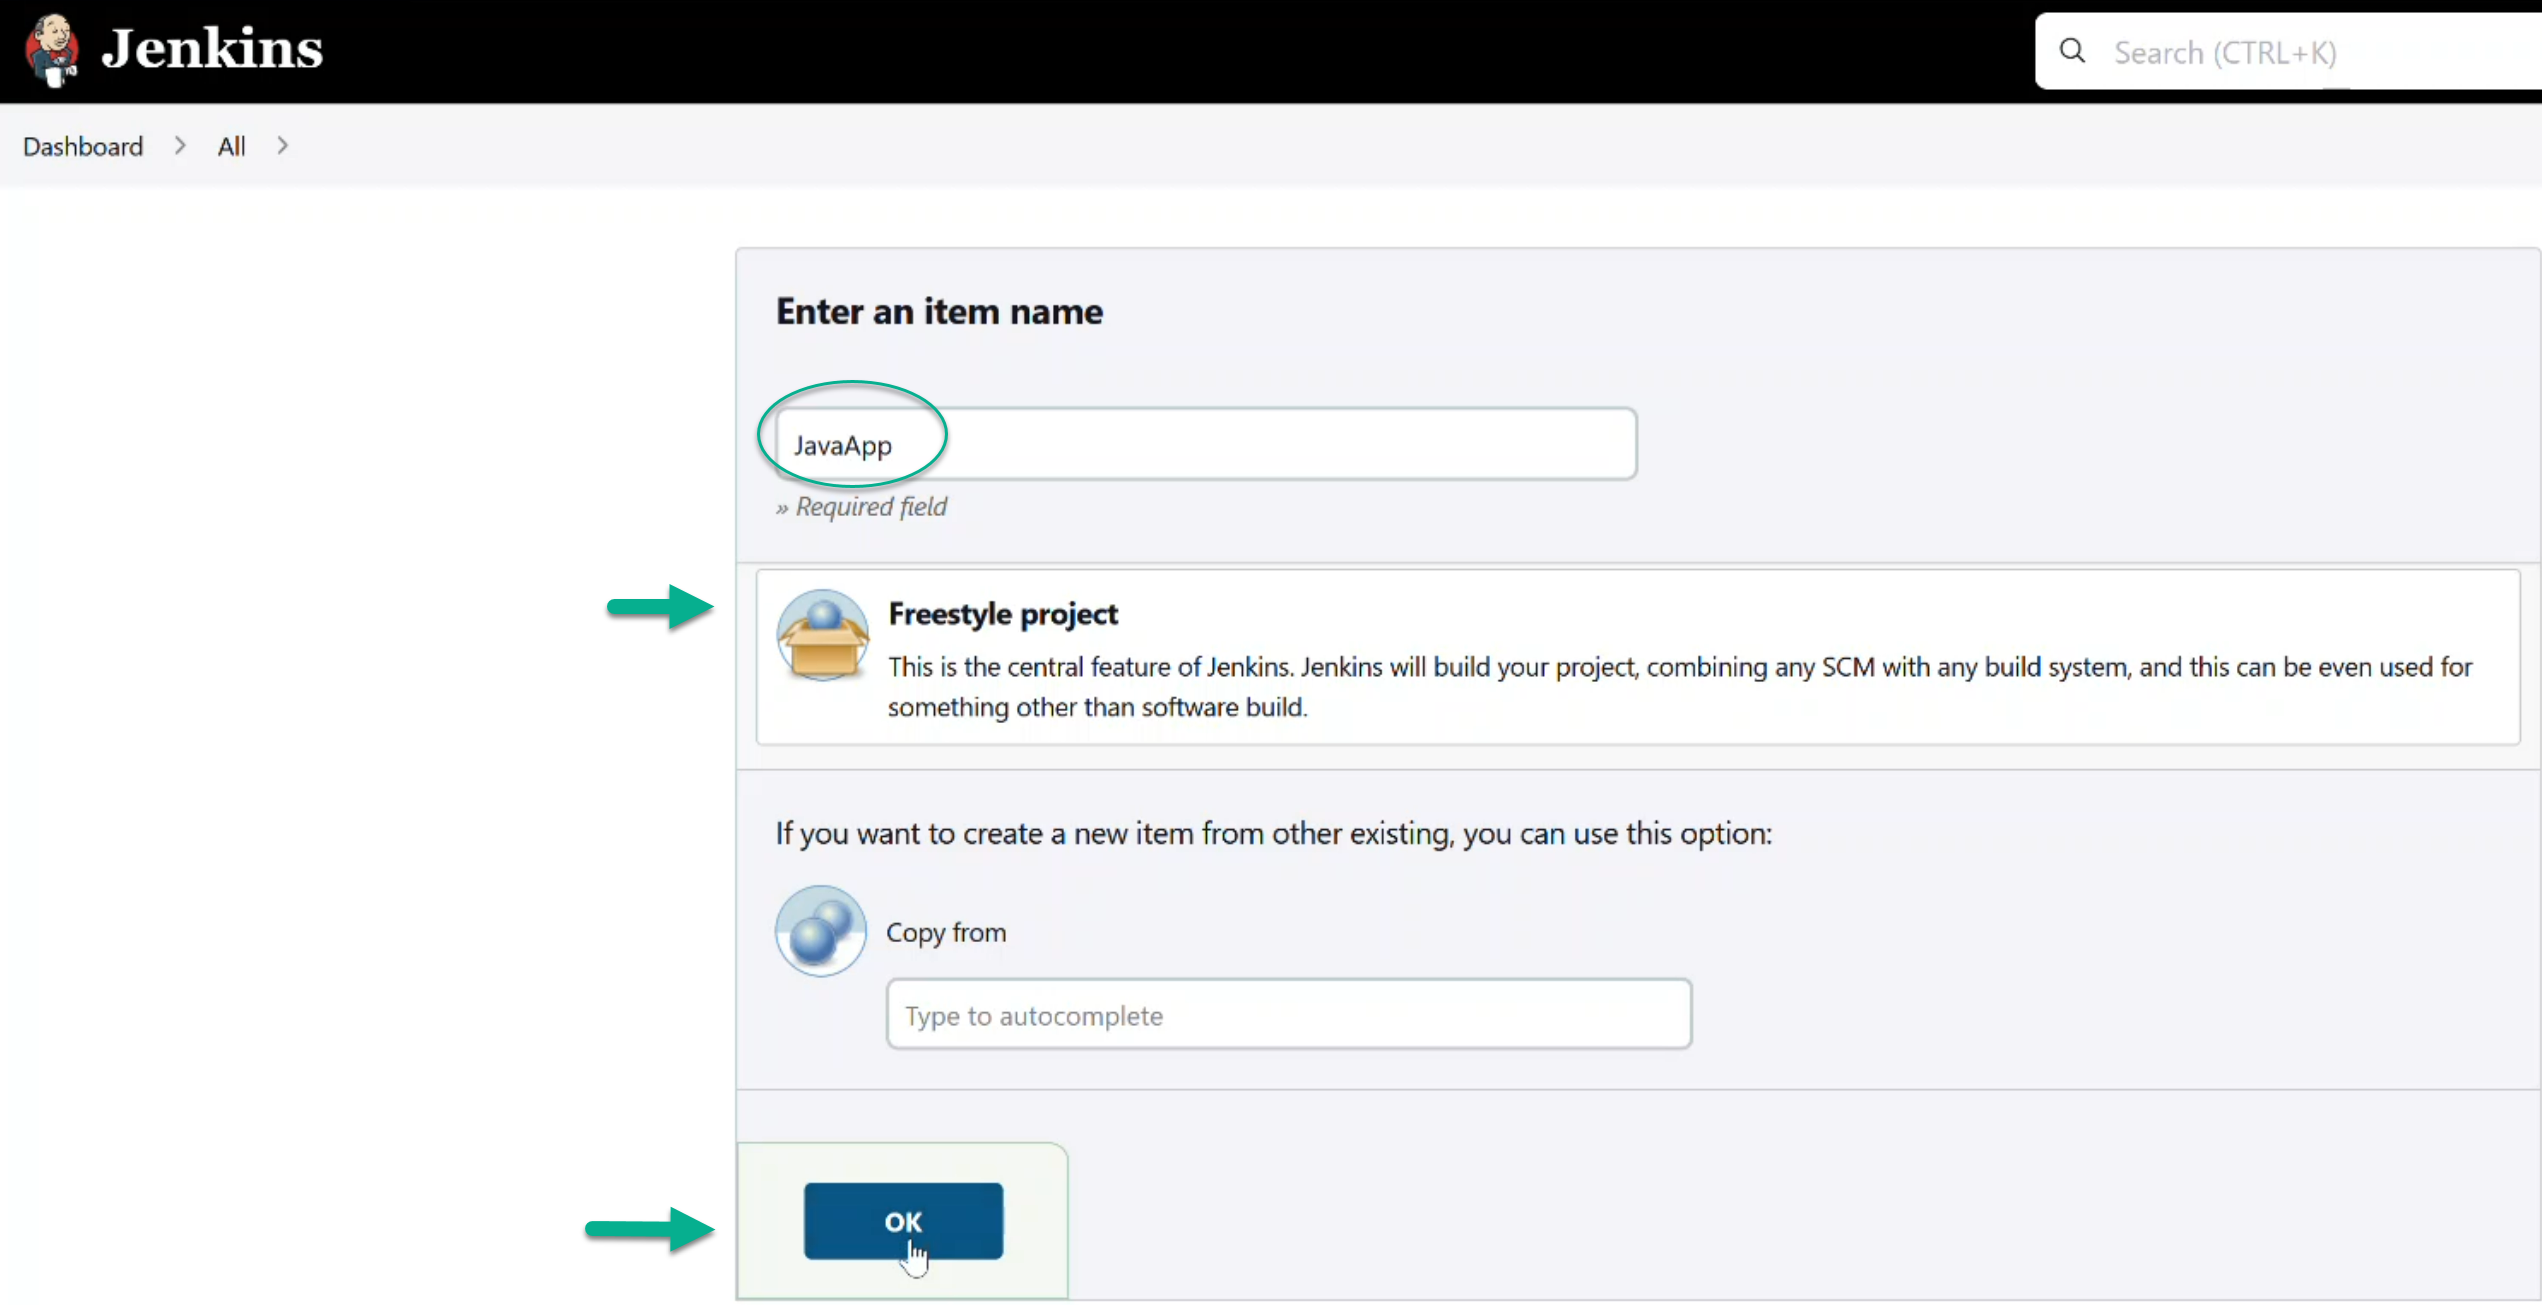 Jenkins
Search (CTRL+K)
Dashboard > All >
Enter an item name
JavaApp
» Required field
Freestyle project
This is the central feature of Jenkins. Jenkins will build your project, combining any SCM with any build system, and this can be even used for
something other than software build.
If you want to create a new item from other existing, you can use this option:
Copy from
Type to autocomplete
OK